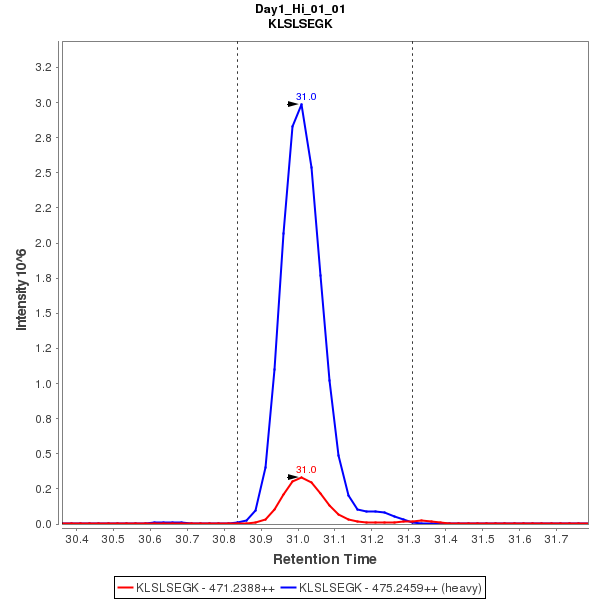 Day1_Hi_01_01
KLSLSEGK
Intensity 10^6
3.2
3.0
2.8
2.5
2.2
2.0
1.8
1.5
1.2
1.0
0.8
0.5
0.2
0.0
31.0
31.0
30.4 30.5 30.6 30.7 30.8 30.9 31.0 31.1 31.2 31.3 31.4 31.5 31.6 31.7
Retention Time
KLSLSEGK - 471.2388++ KLSLSEGK - 475.2459++ (heavy)